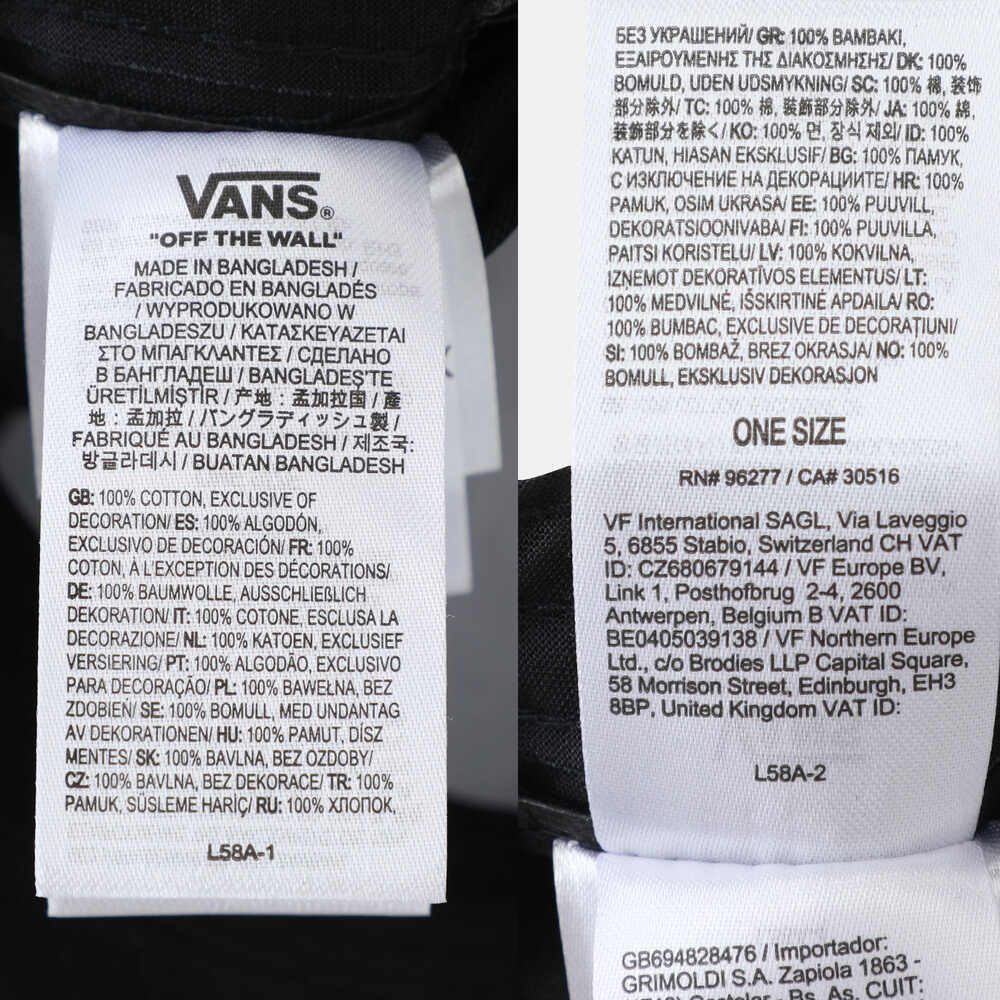 VANS®
"OFF THE WALL"
MADE IN BANGLADESH /
FABRICADO EN BANGLADÉS
/ WYPRODUKOWANO W
BANGLADESZU / ΚΑΤΑΣΚΕΥΑΖΕΤΑΙ
ΣΤΟ ΜΠΑΓΚΛΑΝΤΕΣ / СДЕЛАНО
В БАНГЛАДЕШ / BANGLADEŞ'TE
ÜRETİLMİŞTİR / 产地 : 孟加拉国 / 產
地 : 孟加拉 / バングラディッシュ製 /
FABRIQUÉ AU BANGLADESH / 제조국:
방글라데시 / BUATAN BANGLADESH
GB: 100% COTTON, EXCLUSIVE OF
DECORATION/ ES: 100% ALGODÓN,
EXCLUSIVO DE DECORACIÓN/ FR: 100%
COTON, À L'EXCEPTION DES DÉCORATIONS/
DE: 100% BAUMWOLLE, AUSSCHLIEßLICH
DEKORATION/ IT: 100% COTONE, ESCLUSA LA
DECORAZIONE/ NL: 100% KATOEN, EXCLUSIEF
VERSIERING/ PT: 100% ALGODÃO, EXCLUSIVO
PARA DECORAÇÃO/ PL: 100% BAWEŁNA, BEZ
ZDOBIEŃ/ SE: 100% BOMULL, MED UNDANTAG
AV DEKORATIONEN/ HU: 100% PAMUT, DÍSZ
MENTES/ SK: 100% BAVLNA, BEZ OZDOBY/
CZ: 100% BAVLNA, BEZ DEKORACE/ TR: 100%
PAMUK, SÜSLEME HARİÇ/ RU: 100% ХЛОПОК,
L58A-1
БЕЗ УКРАШЕНИЙ/ GR: 100% ΒΑΜΒΑΚΙ,
ΕΞΑΙΡΟΥΜΕΝΗΣ ΤΗΣ ΔΙΑΚΟΣΜΗΣΗΣ/ DK: 100%
BOMULD, UDEN UDSMYKNING/ SC: 100% 棉, 装饰
部分除外/ TC: 100% 棉, 裝飾部分除外/ JA: 100% 綿,
装飾部分を除く/ KO: 100% 면, 장식 제외/ ID: 100%
KATUN, HIASAN EKSKLUSIF/ BG: 100% ПАМУК,
С ИЗКЛЮЧЕНИЕ НА ДЕКОРАЦИИТЕ/ HR: 100%
PAMUK, OSIM UKRASA/ EE: 100% PUUVILL,
DEKORATSIOONIVABA/ FI: 100% PUUVILLA,
PAITSI KORISTELU/ LV: 100% KOKVILNA,
IZŅEMOT DEKORATĪVOS ELEMENTUS/ LT:
100% MEDVILNĖ, IŠSKIRTINĖ APDAILA/ RO:
100% BUMBAC, EXCLUSIVE DE DECORAȚIUNI/
SI: 100% BOMBAŽ, BREZ OKRASJA/ NO: 100%
BOMULL, EKSKLUSIV DEKORASJON
ONE SIZE
RN# 96277 / CA# 30516
VF International SAGL, Via Laveggio
5, 6855 Stabio, Switzerland CH VAT
ID: CZ680679144 / VF Europe BV,
Link 1, Posthofbrug 2-4, 2600
Antwerpen, Belgium B VAT ID:
BE0405039138 / VF Northern Europe
Ltd., c/o Brodies LLP Capital Square,
58 Morrison Street, Edinburgh, EH3
8BP, United Kingdom VAT ID:
L58A-2
GB694828476 / Importador:
GRIMOLDI S.A. Zapiola 1863 -
Castelar - Bs. As. CUIT: